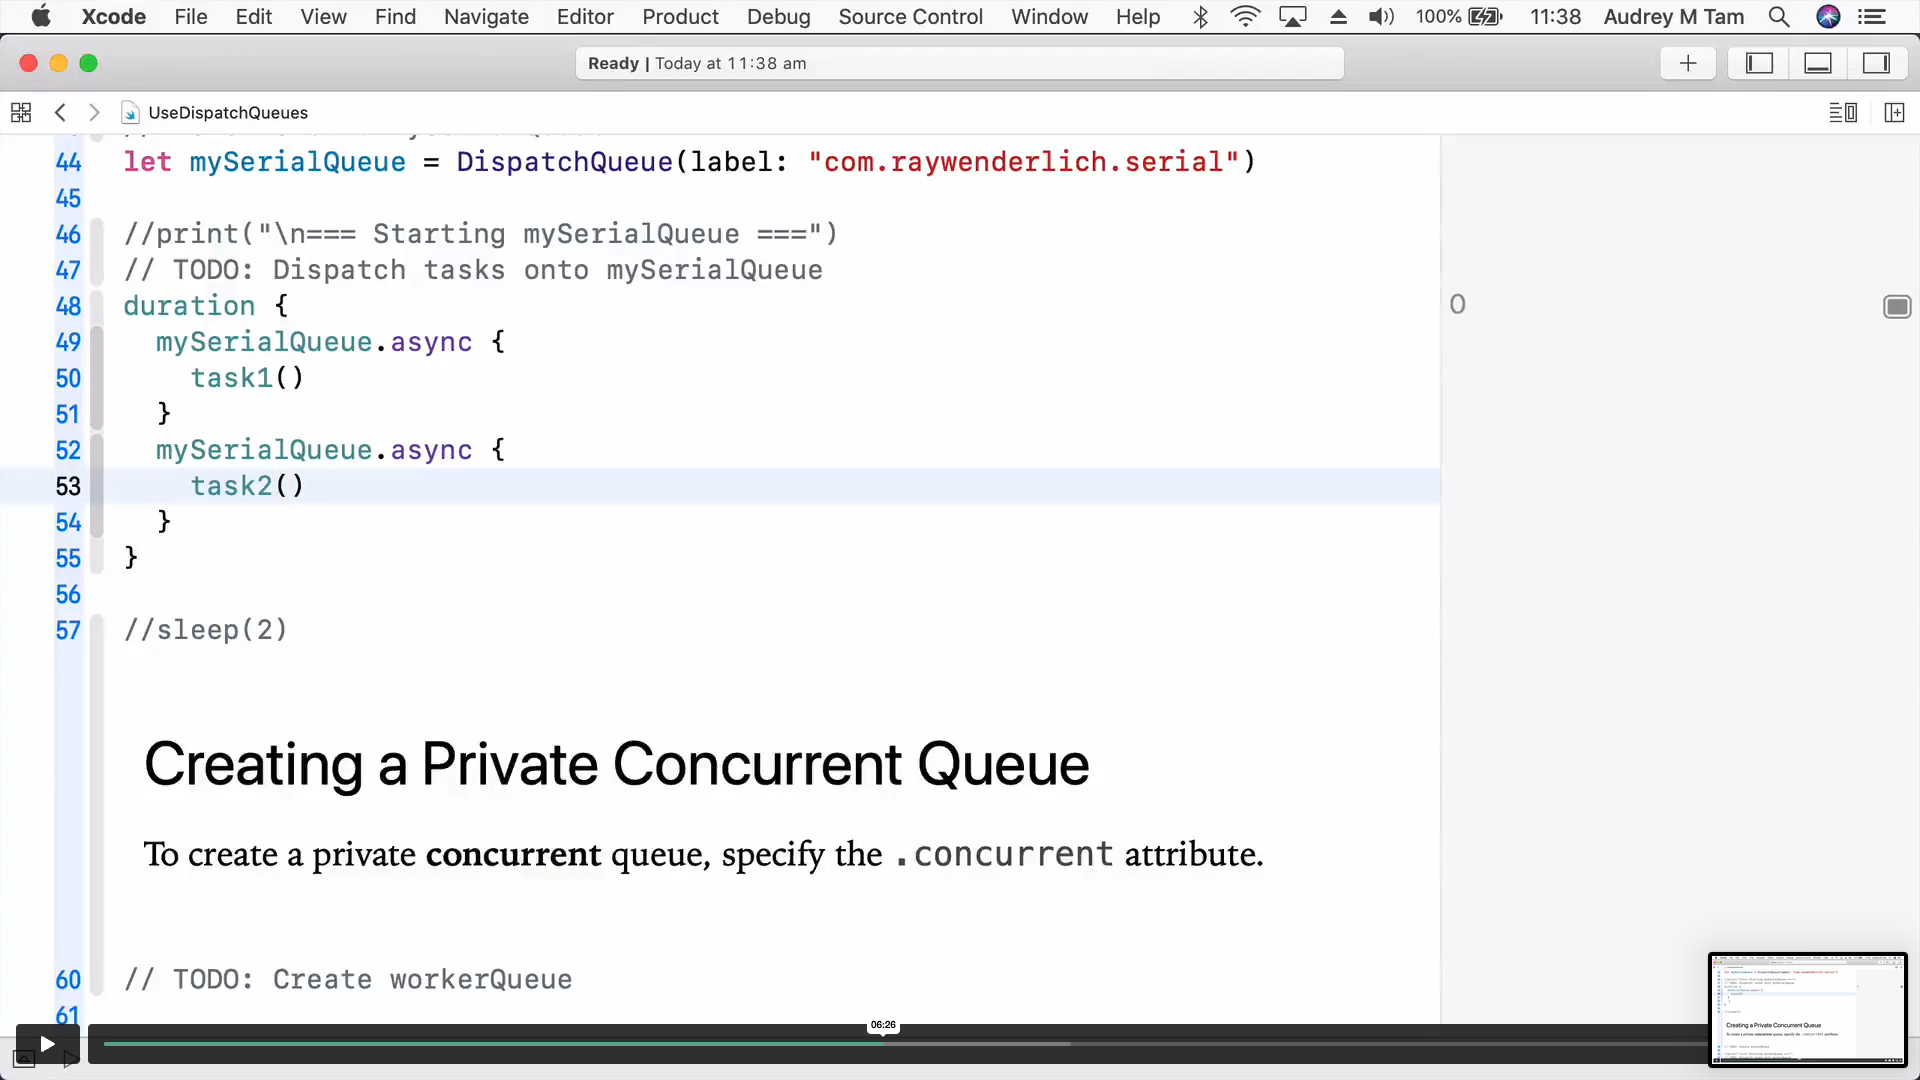 Xcode File Edit View Find Navigate Editor Product Debug Source Control Window Help 100% 11:38 Audrey M Tam
Ready | Today at 11:38 am
UseDispatchQueues
44 let mySerialQueue = DispatchQueue(label: "com.raywenderlich.serial")
45
46 //print("\n=== Starting mySerialQueue ===")
47 // TODO: Dispatch tasks onto mySerialQueue
48 duration {
0
49 mySerialQueue.async {
50 task1()
51 }
52 mySerialQueue.async {
53 task2()
54 }
55 }
56
57 //sleep(2)
Creating a Private Concurrent Queue
To create a private concurrent queue, specify the .concurrent attribute.
60 // TODO: Create workerQueue
61
06:26
Creating a Private Concurrent Queue